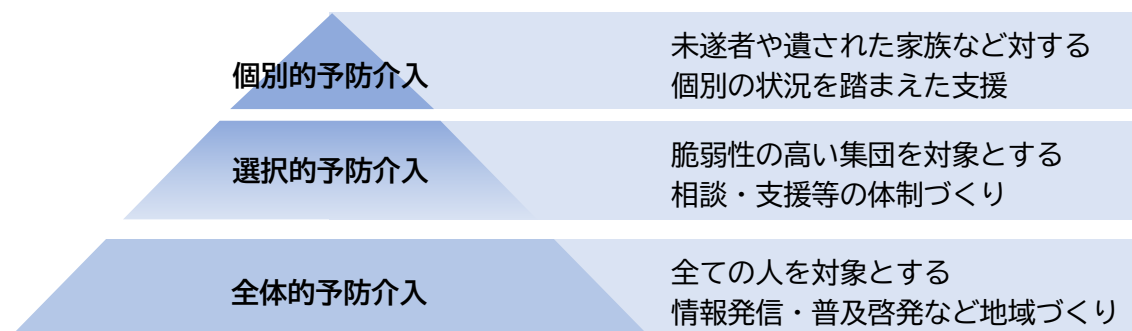 個別的予防介入
未遂者や遺された家族など対する
個別の状況を踏まえた支援
選択的予防介入
脆弱性の高い集団を対象とする
相談・支援等の体制づくり
全体的予防介入
全ての人を対象とする
情報発信・普及啓発など地域づくり